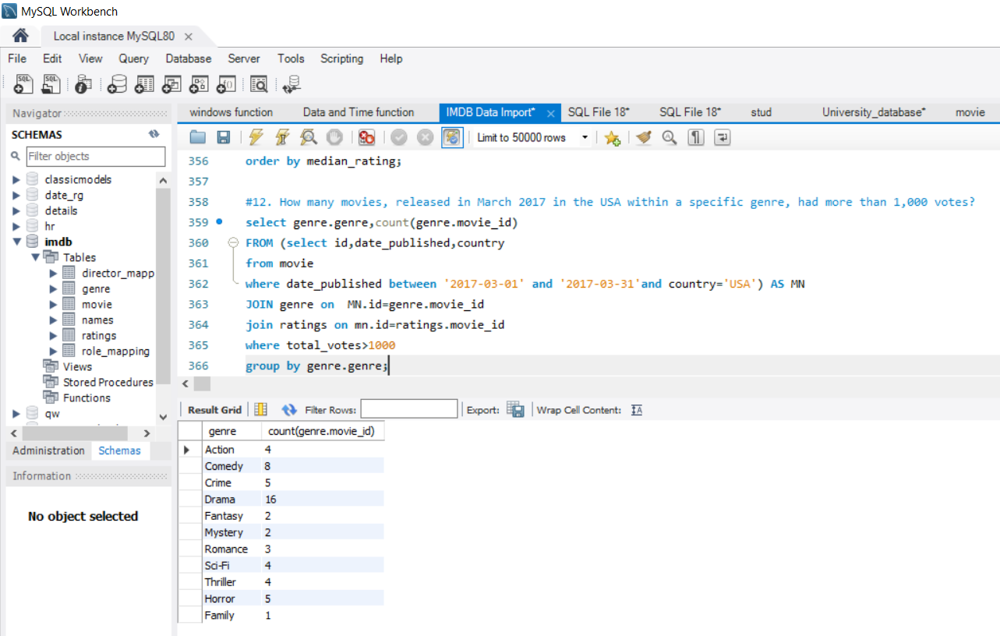 MySQL Workbench
Local instance MySQL80
File Edit View Query Database Server Tools Scripting Help
Navigator
SCHEMAS
Filter objects
classicmodels
date_rg
details
hr
imdb
Tables
director_mapp
genre
movie
names
ratings
role_mapping
Views
Stored Procedures
Functions
qw
Administration Schemas
Information
No object selected
windows function Data and Time function IMDB Data Import* SQL File 18* SQL File 18* stud University_database* movie
Limit to 50000 rows
356 order by median_rating;
357
358 #12. How many movies, released in March 2017 in the USA within a specific genre, had more than 1,000 votes?
359 select genre.genre,count(genre.movie_id)
360 FROM (select id,date_published,country
361 from movie
362 where date_published between '2017-03-01' and '2017-03-31'and country='USA') AS MN
363 JOIN genre on  MN.id=genre.movie_id
364 join ratings on mn.id=ratings.movie_id
365 where total_votes>1000
366 group by genre.genre;
Result Grid Filter Rows: Export: Wrap Cell Content:
genre count(genre.movie_id)
Action 4
Comedy 8
Crime 5
Drama 16
Fantasy 2
Mystery 2
Romance 3
Sci-Fi 4
Thriller 4
Horror 5
Family 1